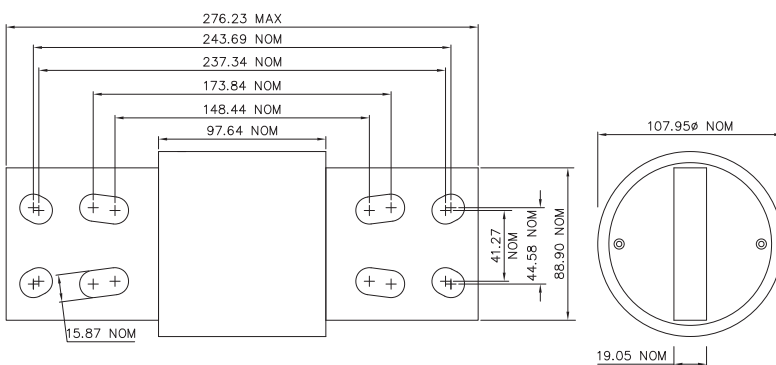 276.23 MAX
243.69 NOM
237.34 NOM
173.84 NOM
148.44 NOM
97.64 NOM
107.95ø NOM
41.27
NOM
44.58 NOM
88.90 NOM
15.87 NOM
19.05 NOM